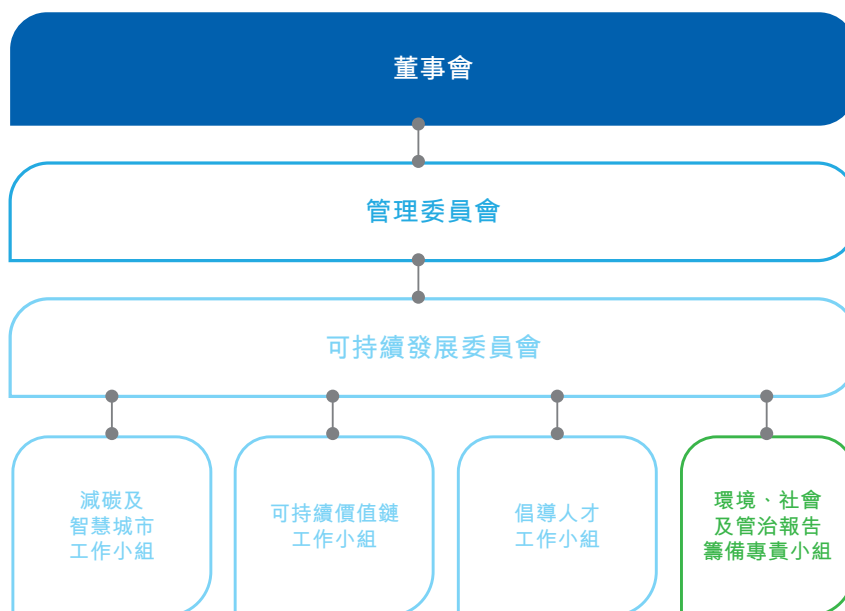 董事會
管理委員會
可持續發展委員會
減碳及
智慧城市
工作小組
可持續價值鏈
工作小組
倡導人才
工作小組
環境、社會
及管治報告
籌備專責小組